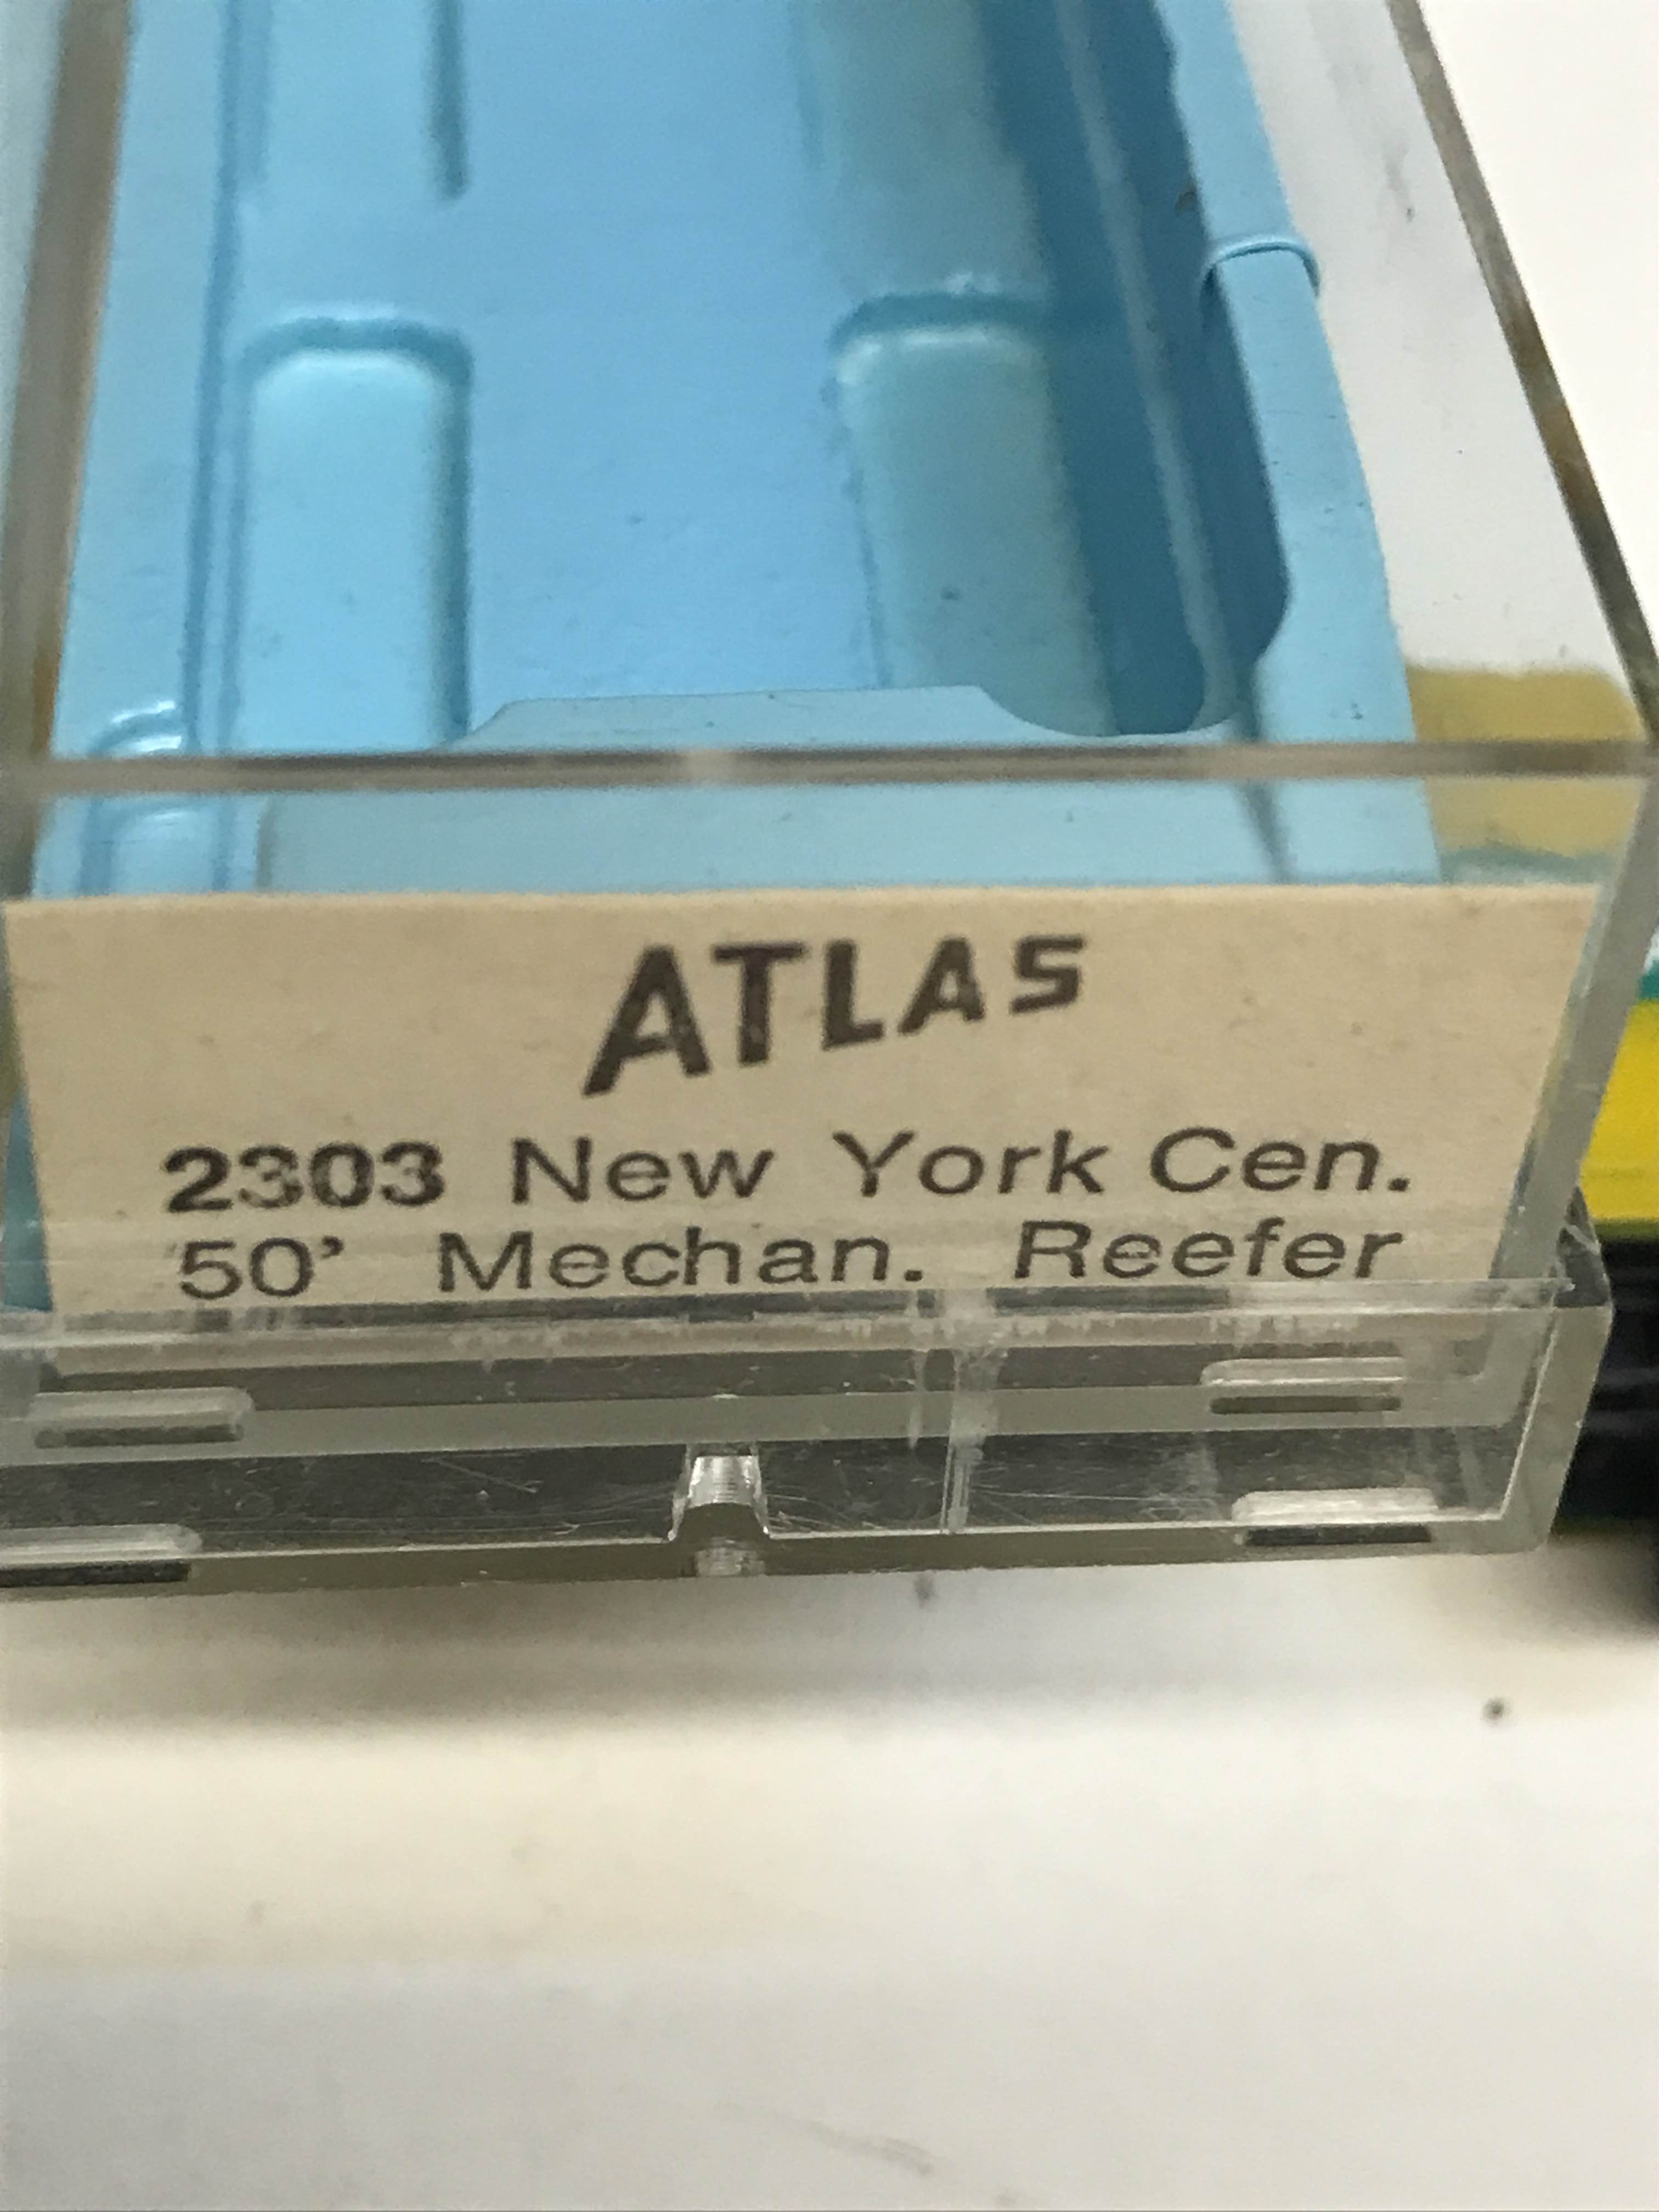 ATLAS
2303 New York Cen.
50' Mechan. Reefer